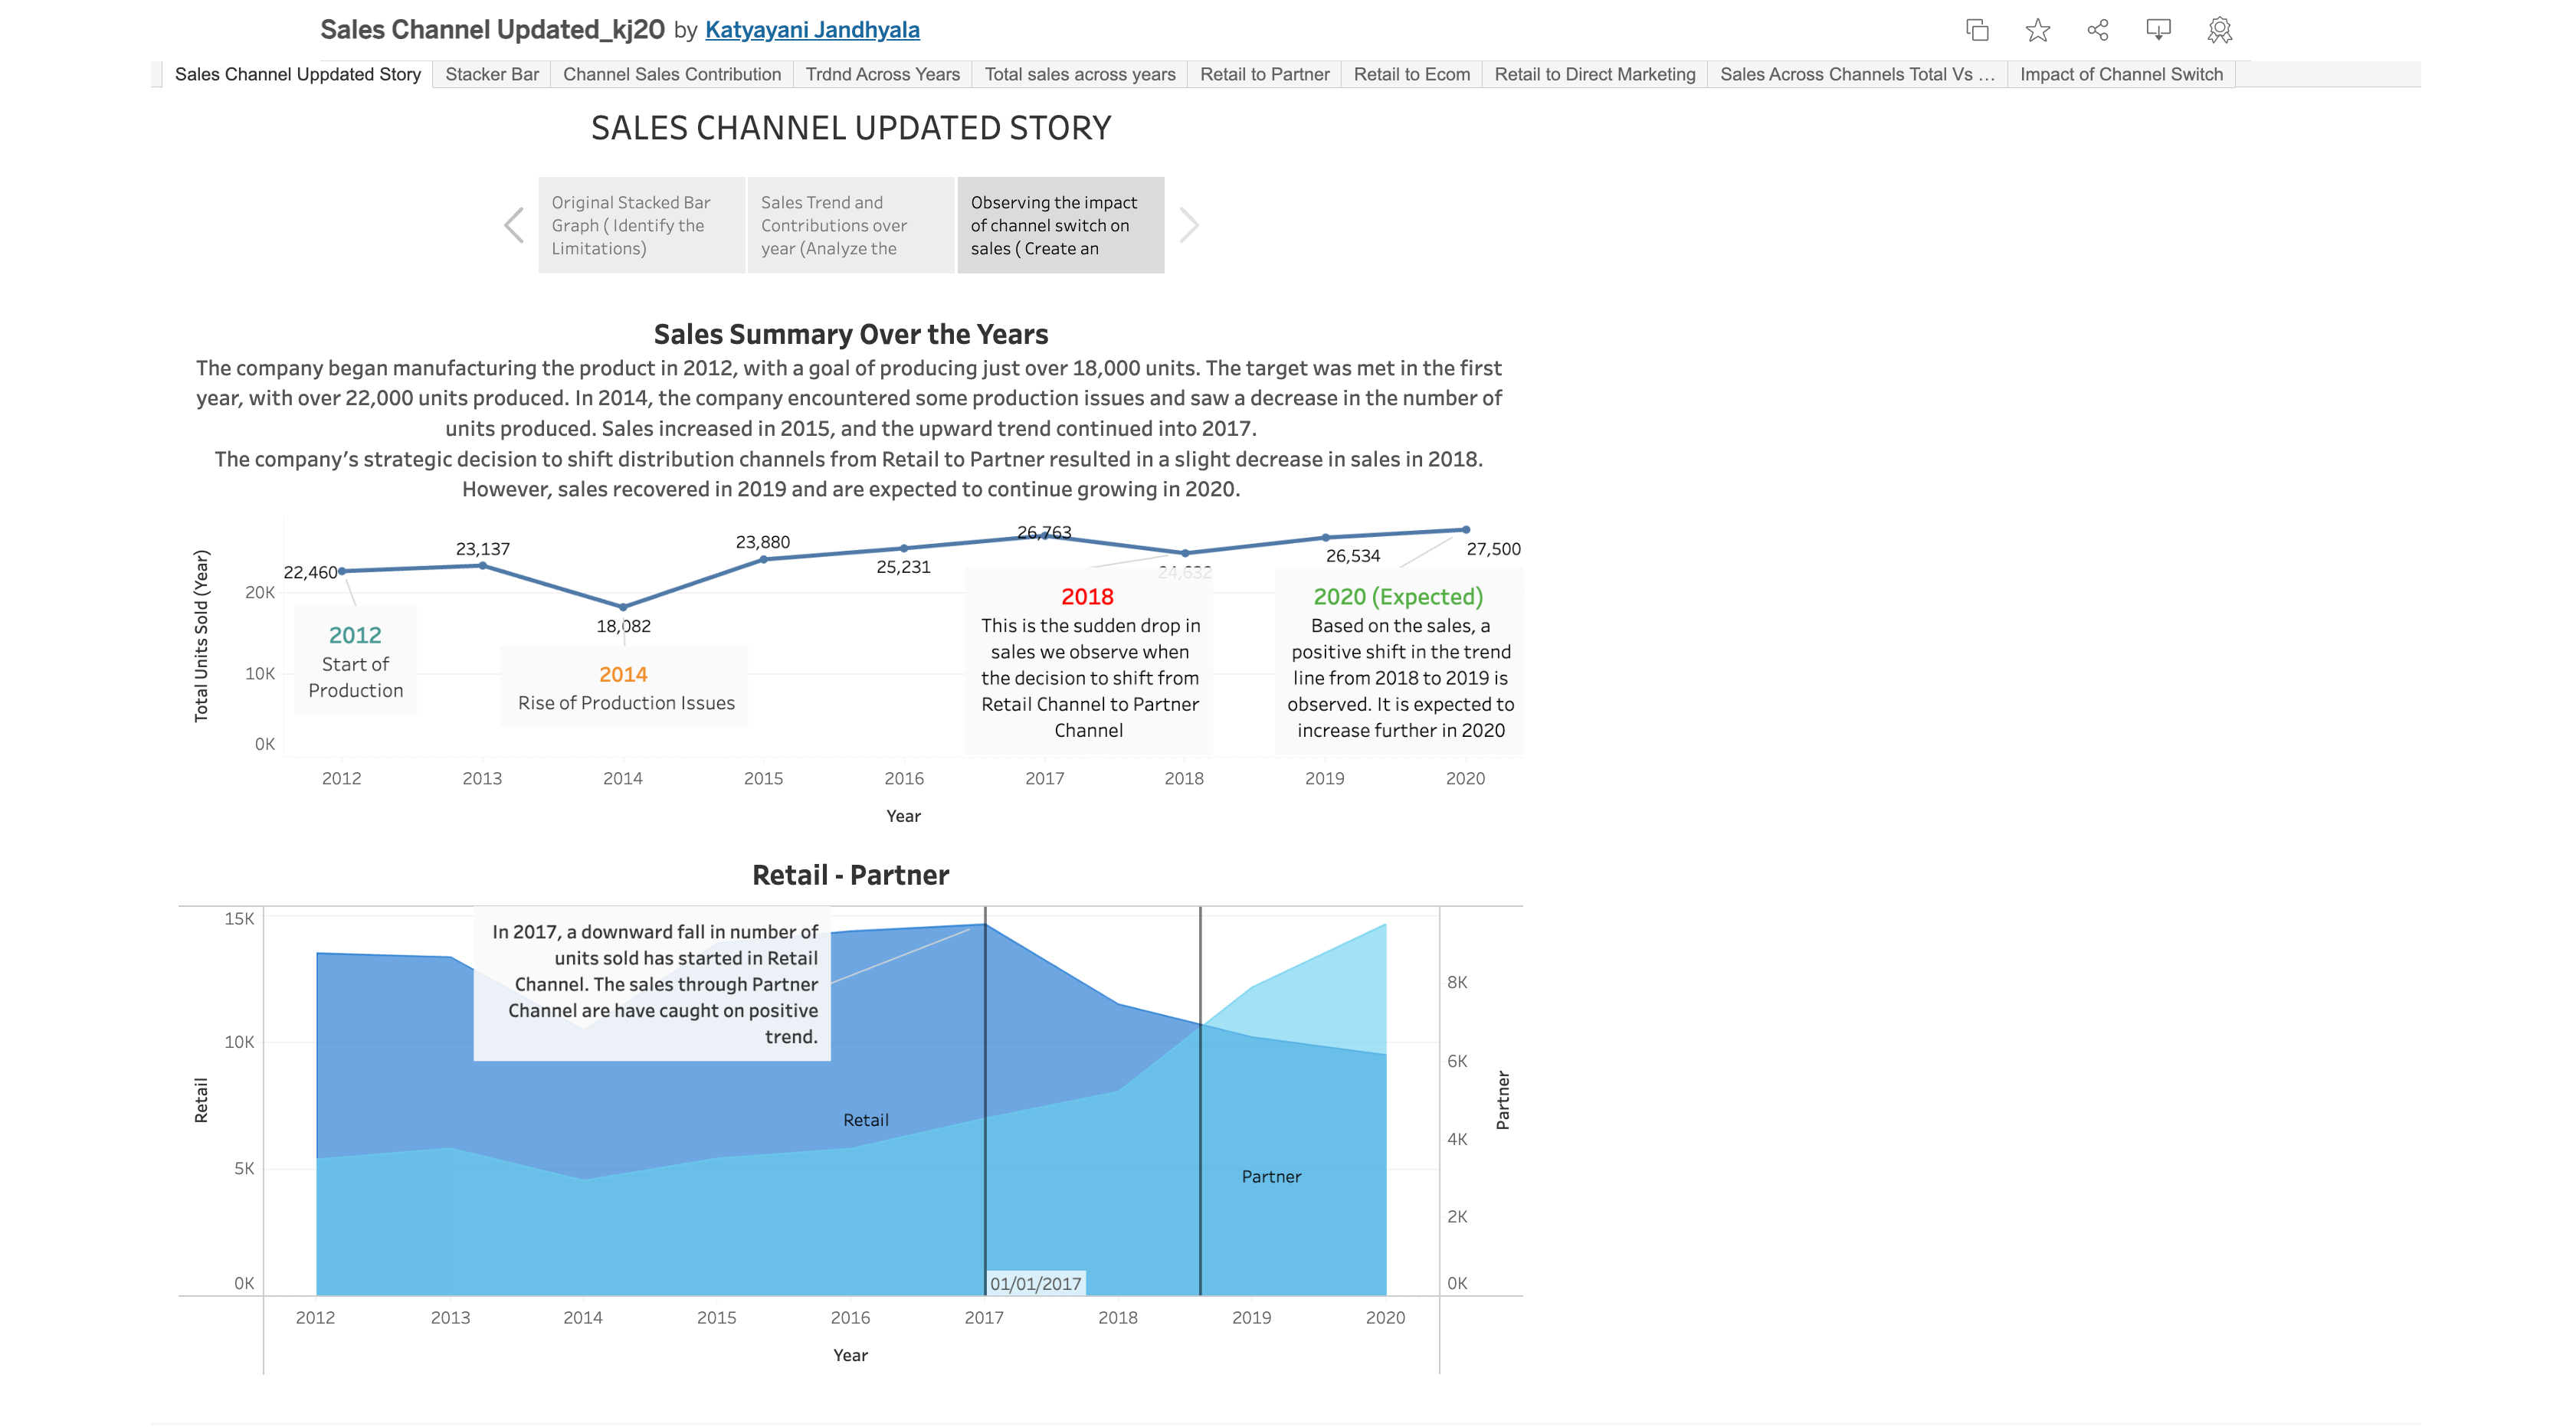 Sales Channel Updated_kj20 by Katyayani Jandhyala
Sales Channel Uppdated Story
Stacker Bar
Channel Sales Contribution
Trdnd Across Years
Total sales across years
Retail to Partner
Retail to Ecom
Retail to Direct Marketing
Sales Across Channels Total Vs ...
Impact of Channel Switch
SALES CHANNEL UPDATED STORY
Original Stacked Bar
Graph ( Identify the
Limitations)
Sales Trend and
Contributions over
year (Analyze the
Observing the impact
of channel switch on
sales ( Create an
Sales Summary Over the Years
The company began manufacturing the product in 2012, with a goal of producing just over 18,000 units. The target was met in the first
year, with over 22,000 units produced. In 2014, the company encountered some production issues and saw a decrease in the number of
units produced. Sales increased in 2015, and the upward trend continued into 2017.
The company's strategic decision to shift distribution channels from Retail to Partner resulted in a slight decrease in sales in 2018.
However, sales recovered in 2019 and are expected to continue growing in 2020.
Total Units Sold (Year)
20K
10K
0K
22,460
23,137
18,082
23,880
25,231
26,763
24,632
26,534
27,500
2012
Start of
Production
2014
Rise of Production Issues
2018
This is the sudden drop in
sales we observe when
the decision to shift from
Retail Channel to Partner
Channel
2020 (Expected)
Based on the sales, a
positive shift in the trend
line from 2018 to 2019 is
observed. It is expected to
increase further in 2020
2012
2013
2014
2015
2016
2017
2018
2019
2020
Year
Retail - Partner
Retail
15K
10K
5K
0K
In 2017, a downward fall in number of
units sold has started in Retail
Channel. The sales through Partner
Channel are have caught on positive
trend.
Retail
Partner
01/01/2017
8K
6K
4K
2K
0K
Partner
2012
2013
2014
2015
2016
2017
2018
2019
2020
Year